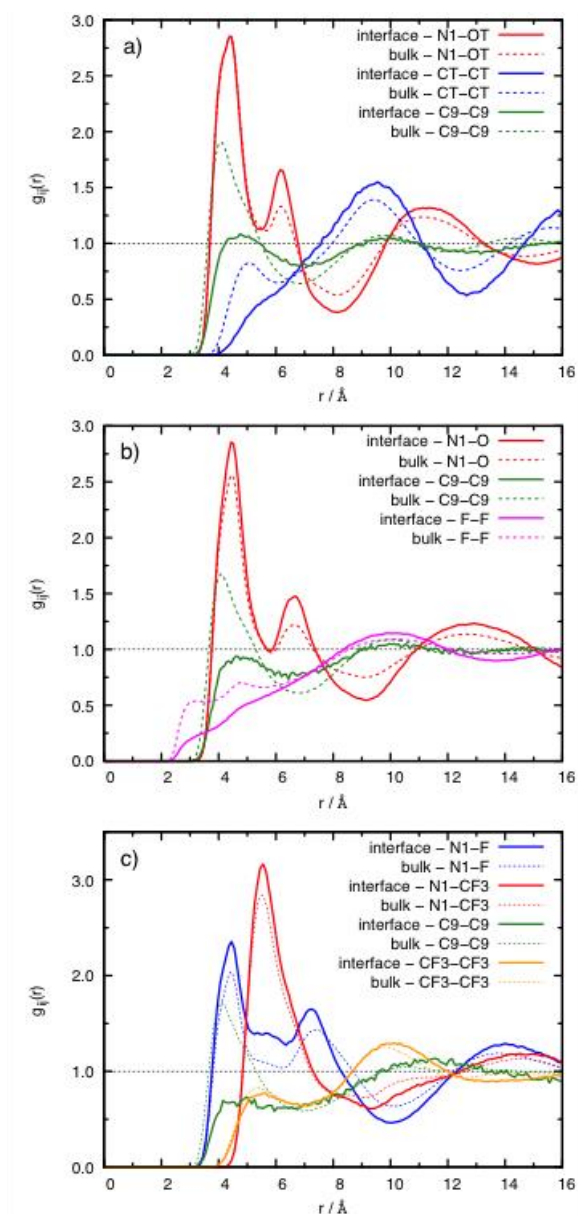 a)
interface – N1–OT
bulk – N1–OT
interface – CT–CT
bulk – CT–CT
interface – C9–C9
bulk – C9–C9
3.0
2.5
2.0
1.5
1.0
0.5
0.0
gij(r)
0 2 4 6 8 10 12 14 16
r / Å
b)
interface – N1–O
bulk – N1–O
interface – C9–C9
bulk – C9–C9
interface – F–F
bulk – F–F
3.0
2.5
2.0
1.5
1.0
0.5
0.0
gij(r)
0 2 4 6 8 10 12 14 16
r / Å
c)
interface – N1–F
bulk – N1–F
interface – N1–CF3
bulk – N1–CF3
interface – C9–C9
bulk – C9–C9
interface – CF3–CF3
bulk – CF3–CF3
3.0
2.0
1.0
0.0
gij(r)
0 2 4 6 8 10 12 14 16
r / Å